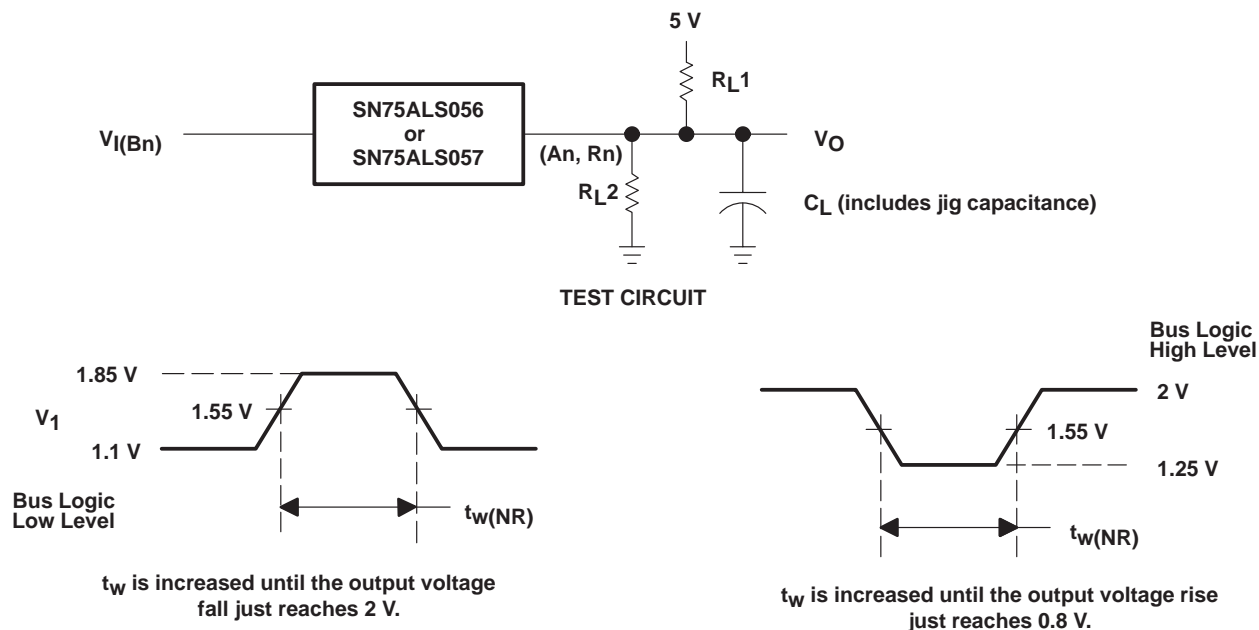 5 V
RL1
SN75ALS056
or
SN75ALS057
VI(Bn)
(An, Rn)
VO
RL2
CL (includes jig capacitance)
TEST CIRCUIT
1.85 V
1.55 V
V1
1.1 V
Bus Logic
Low Level
tw(NR)
tw is increased until the output voltage
fall just reaches 2 V.
Bus Logic
High Level
2 V
1.55 V
1.25 V
tw(NR)
tw is increased until the output voltage rise
just reaches 0.8 V.